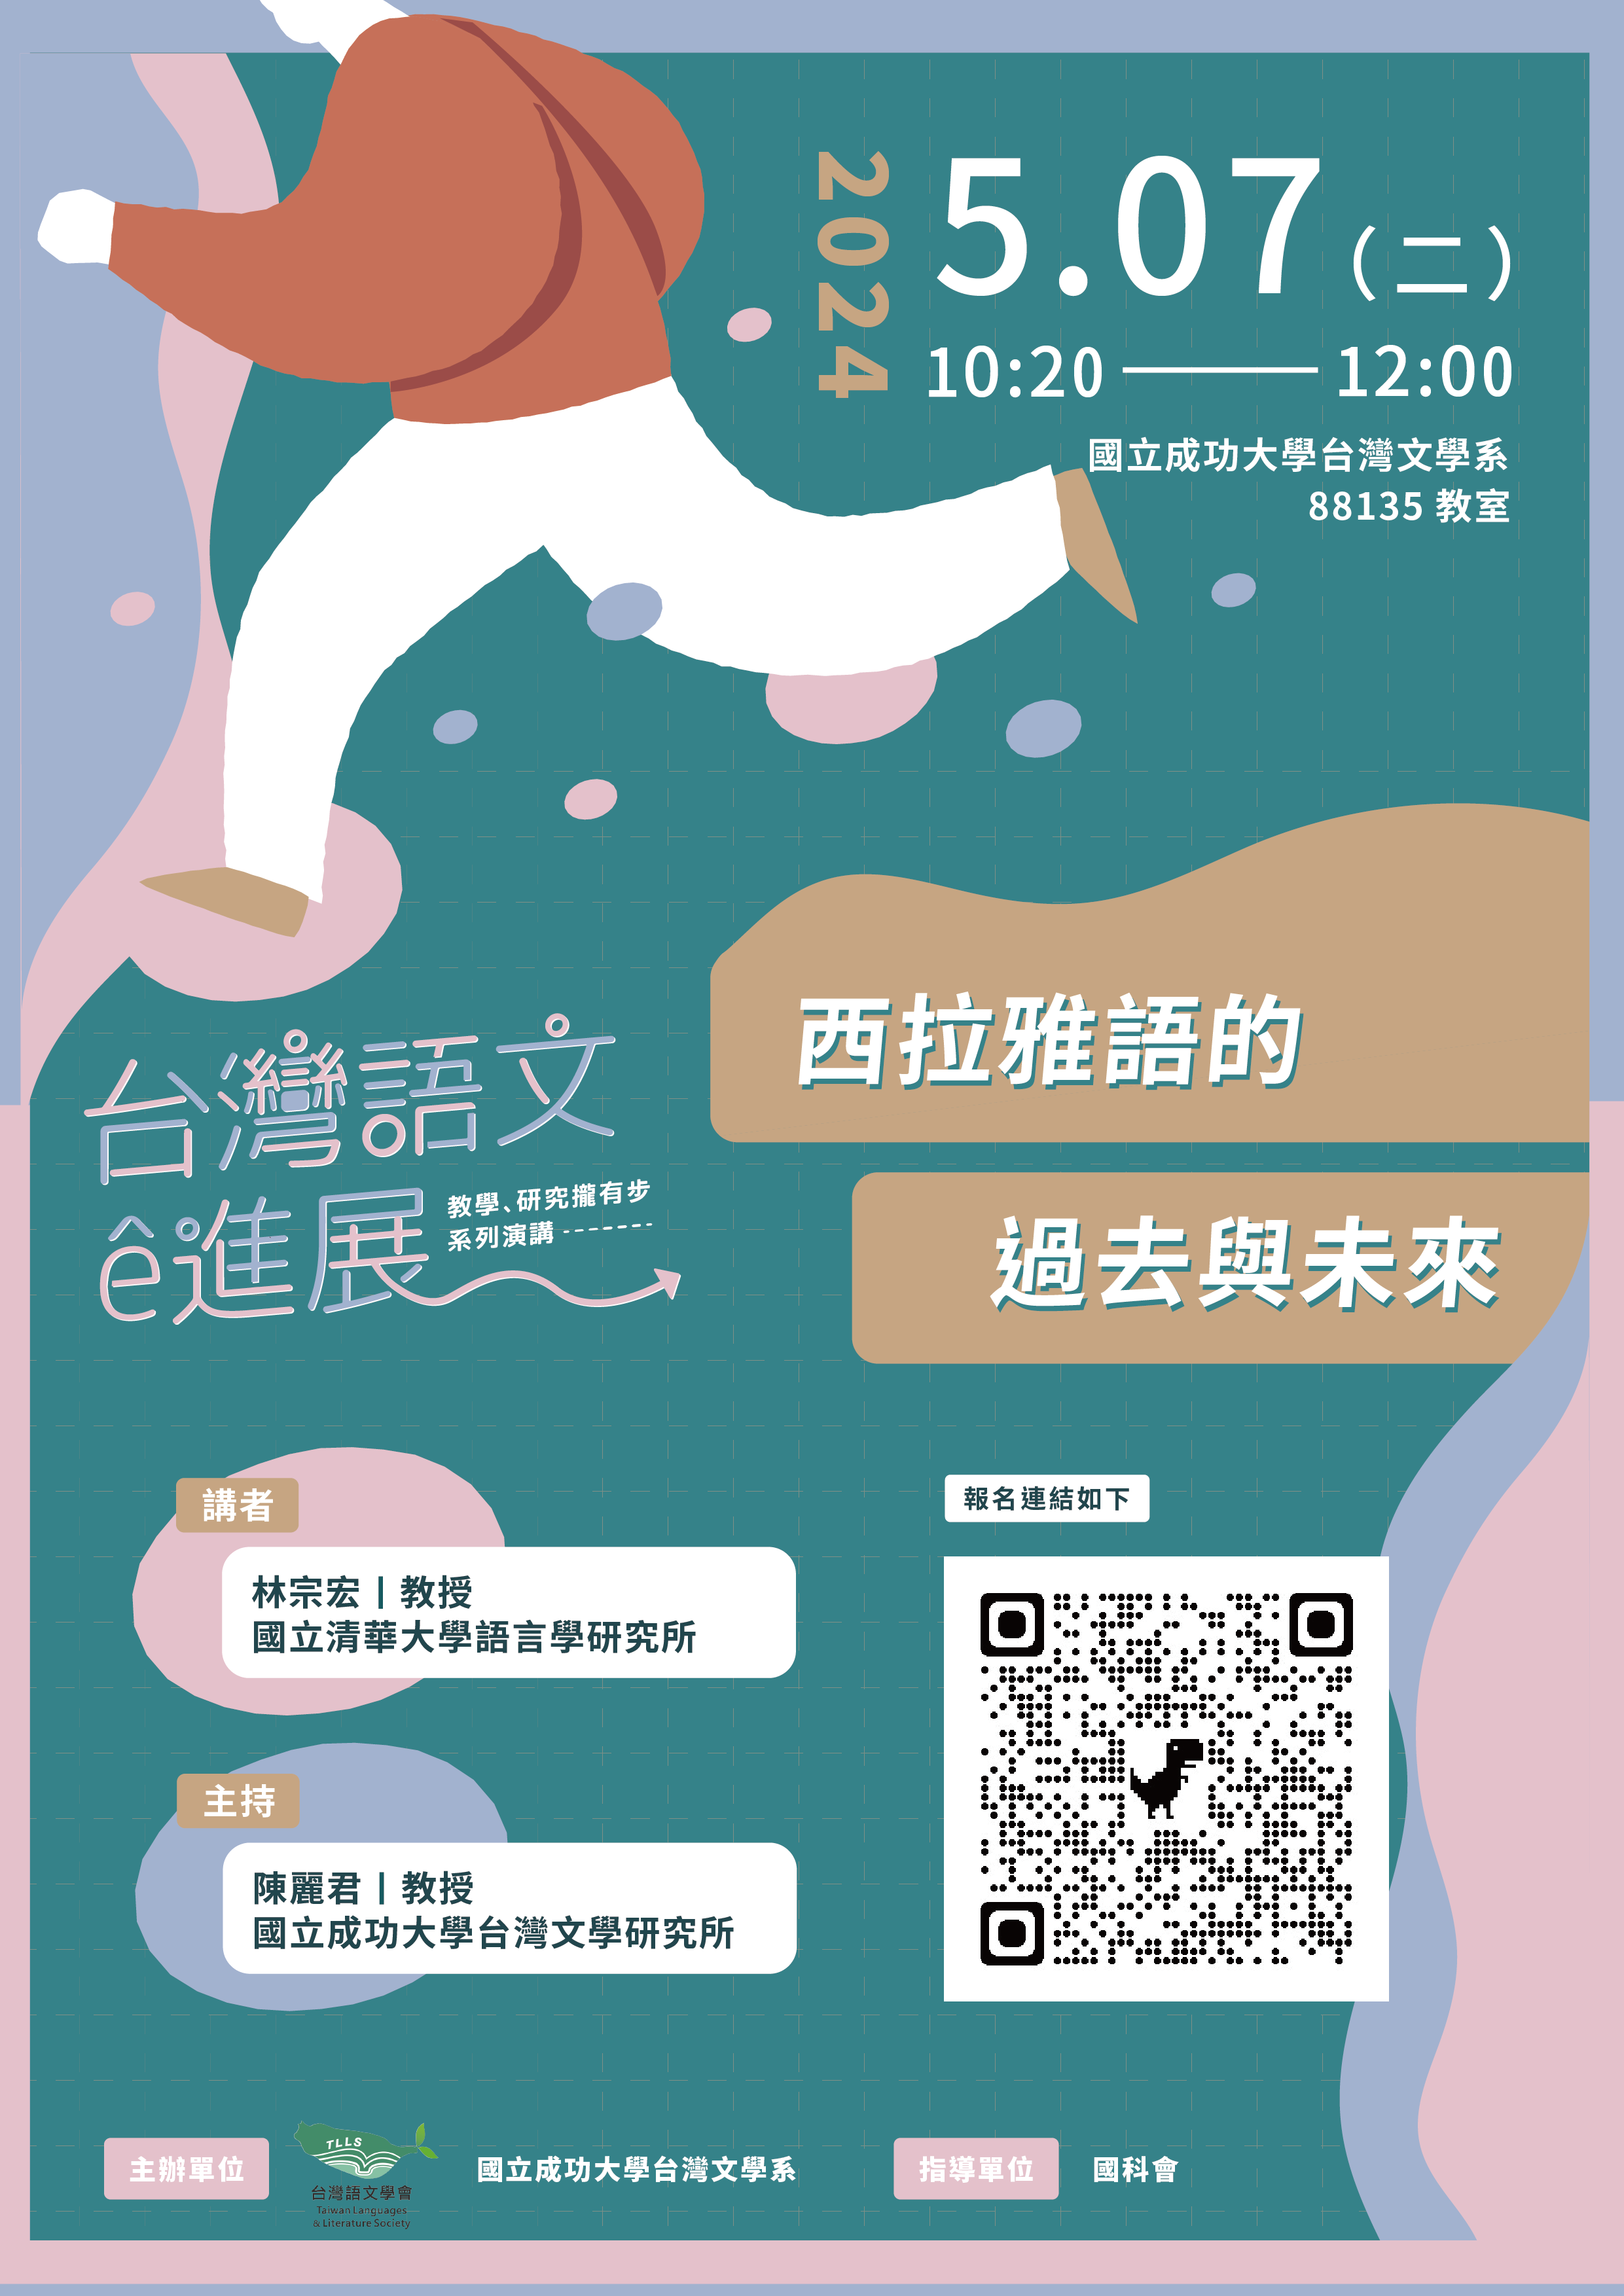 2024
5.07（二）
10:20 —— 12:00
國立成功大學台灣文學系
88135 教室
西拉雅語的
過去與未來
台灣語文
ê進展
教學、研究攏有步
系列演講
講者
林宗宏 | 教授
國立清華大學語言學研究所
主持
陳麗君 | 教授
國立成功大學台灣文學研究所
報名連結如下
主辦單位
TLLS
台灣語文學會
Taiwan Languages
& Literature Society
國立成功大學台灣文學系
指導單位
國科會